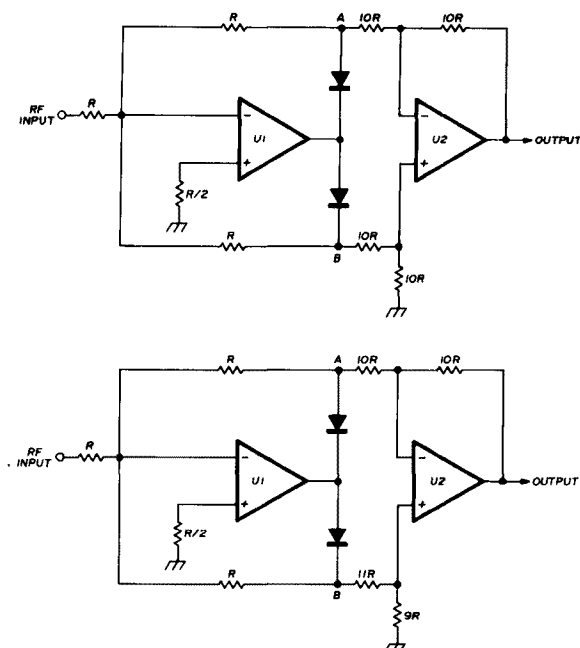 R A 10R 10R
RF INPUT R
U1
U2
OUTPUT
R/2
R B 10R
10R
R A 10R 10R
RF INPUT R
U1
U2
OUTPUT
R/2
R B 11R
9R